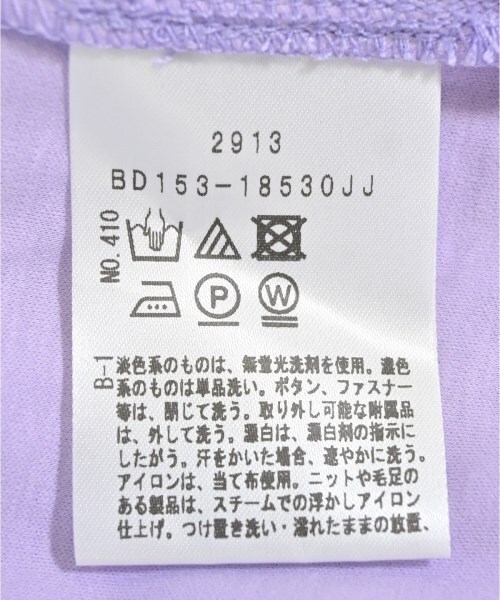 2913
BD153-18530JJ
NO.410
P
W
B-1
淡色系のものは、無蛍光洗剤を使用。濃色
系のものは単品洗い。ボタン、ファスナー
等は、閉じて洗う。取り外し可能な附属品
は、外して洗う。漂白は、漂白剤の指示に
したがう。汗をかいた場合、速やかに洗う。
アイロンは、当て布使用。ニットや毛足の
ある製品は、スチームでの浮かしアイロン
仕上げ。つけ置き洗い・濡れたままの放置、